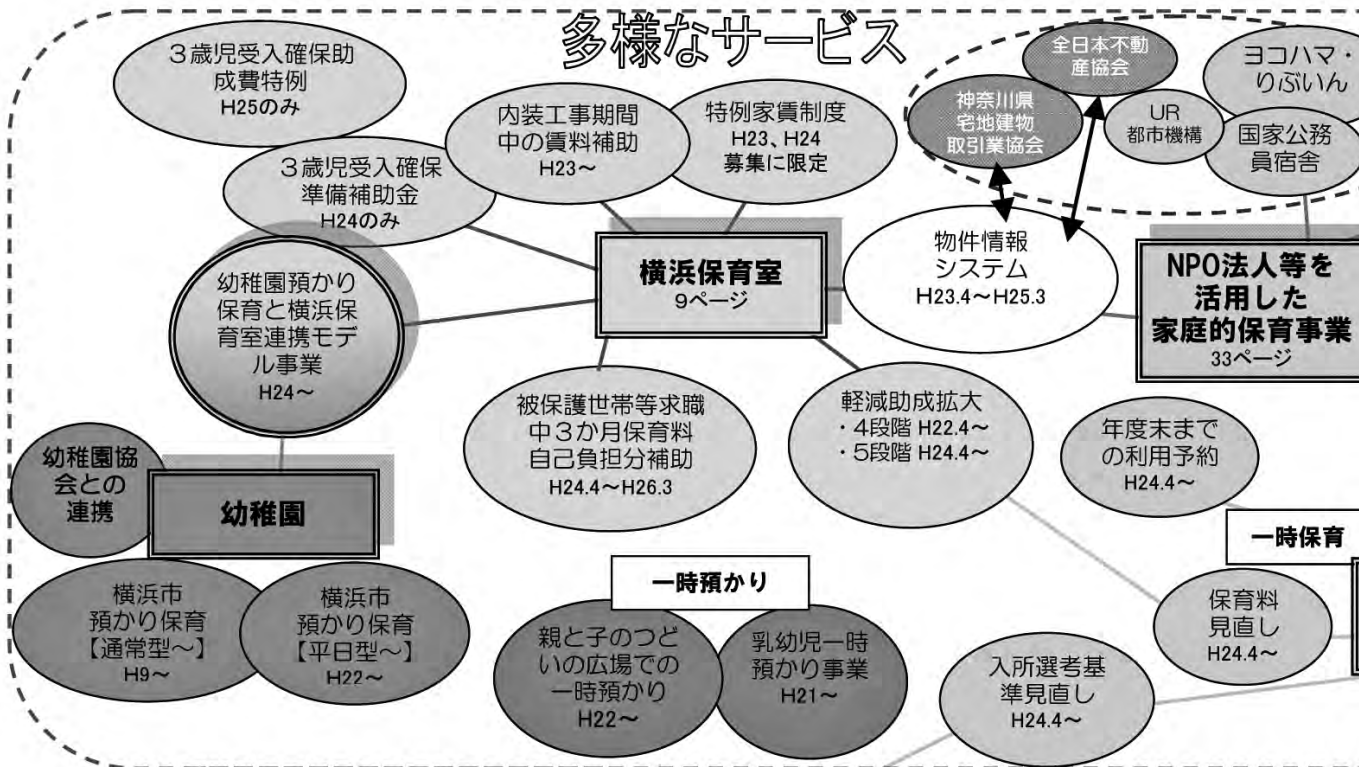 多様なサービス
3歳児受入確保助
成費特例
H25のみ
3歳児受入確保
準備補助金
H24のみ
内装工事期間
中の賃料補助
H23～
特例家賃制度
H23、H24
募集に限定
神奈川県
宅地建物
取引業協会
全日本不動
産協会
UR
都市機構
ヨコハマ・
りぶいん
国家公務
員宿舎
幼稚園預かり
保育と横浜保
育室連携モデ
ル事業
H24～
横浜保育室
9ページ
物件情報
システム
H23.4～H25.3
NPO法人等を
活用した
家庭的保育事業
33ページ
被保護世帯等求職
中3か月保育料
自己負担分補助
H24.4～H26.3
軽減助成拡大
・4段階 H22.4～
・5段階 H24.4～
年度末まで
の利用予約
H24.4～
幼稚園協
会との
連携
幼稚園
一時保育
横浜市
預かり保育
【通常型～】
H9～
横浜市
預かり保育
【平日型～】
H22～
一時預かり
親と子のつど
いの広場での
一時預かり
H22～
乳幼児一時
預かり事業
H21～
保育料
見直し
H24.4～
入所選考基
準見直し
H24.4～